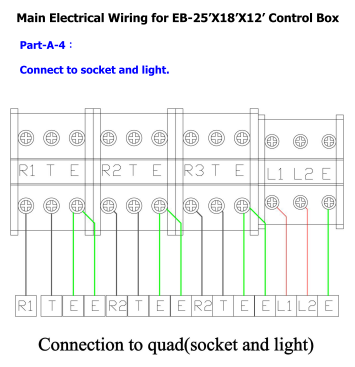 Main Electrical Wiring for EB-25′X18′X12′ Control Box
Part-A-4：
Connect to socket and light.
R1 T E R2 T E R3 T E L1 L2 E
R1 T E E R2 T E E R2 T E E L1 L2 E
Connection to quad(socket and light)